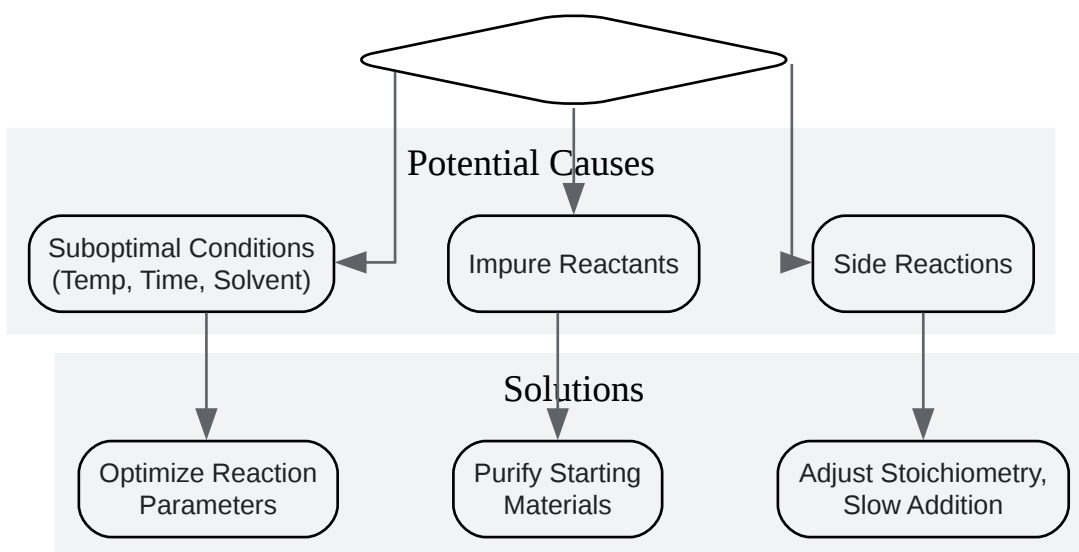 Potential Causes
Suboptimal Conditions
(Temp, Time, Solvent)
Impure Reactants
Side Reactions
Solutions
Optimize Reaction
Parameters
Purify Starting
Materials
Adjust Stoichiometry,
Slow Addition